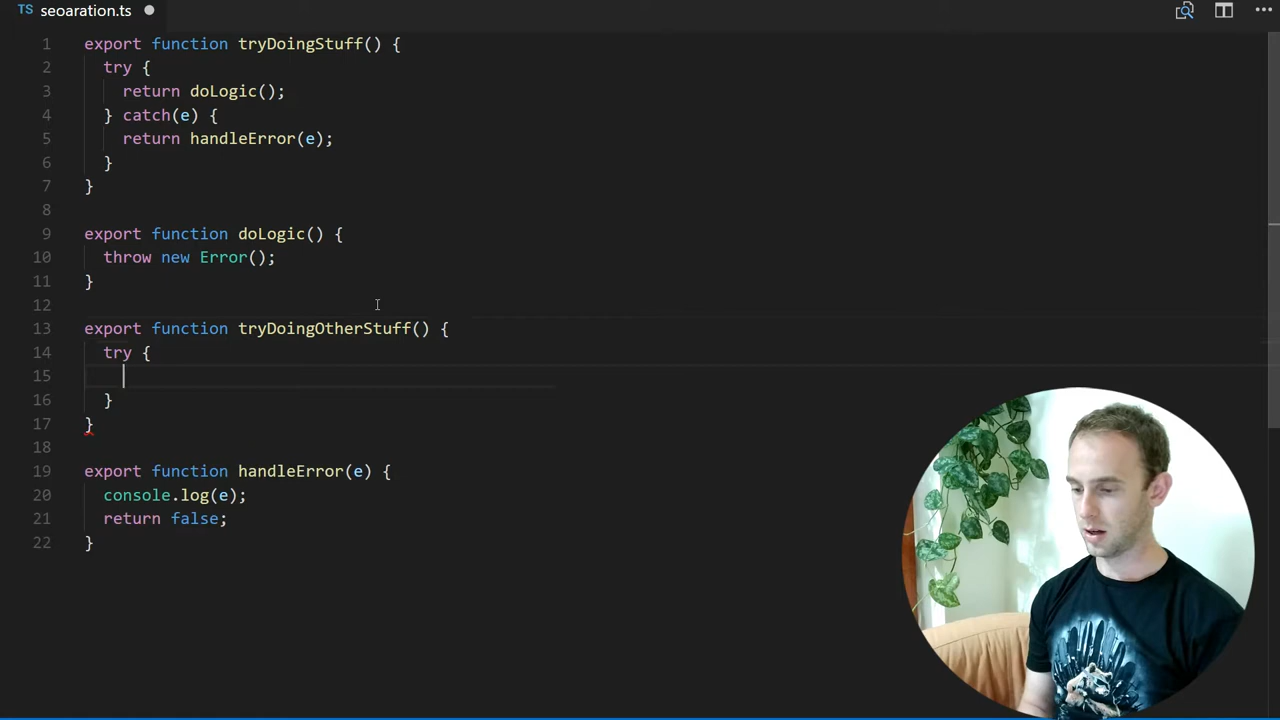 TS seoaration.ts
1 export function tryDoingStuff() {
2 try {
3 return doLogic();
4 } catch(e) {
5 return handleError(e);
6 }
7 }
8
9 export function doLogic() {
10 throw new Error();
11 }
12
13 export function tryDoingOtherStuff() {
14 try {
15
16 }
17 }
18
19 export function handleError(e) {
20 console.log(e);
21 return false;
22 }